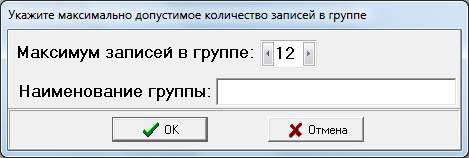 Укажите максимально допустимое количество записей в группе
Максимум записей в группе: 12
Наименование группы:
OK Отмена